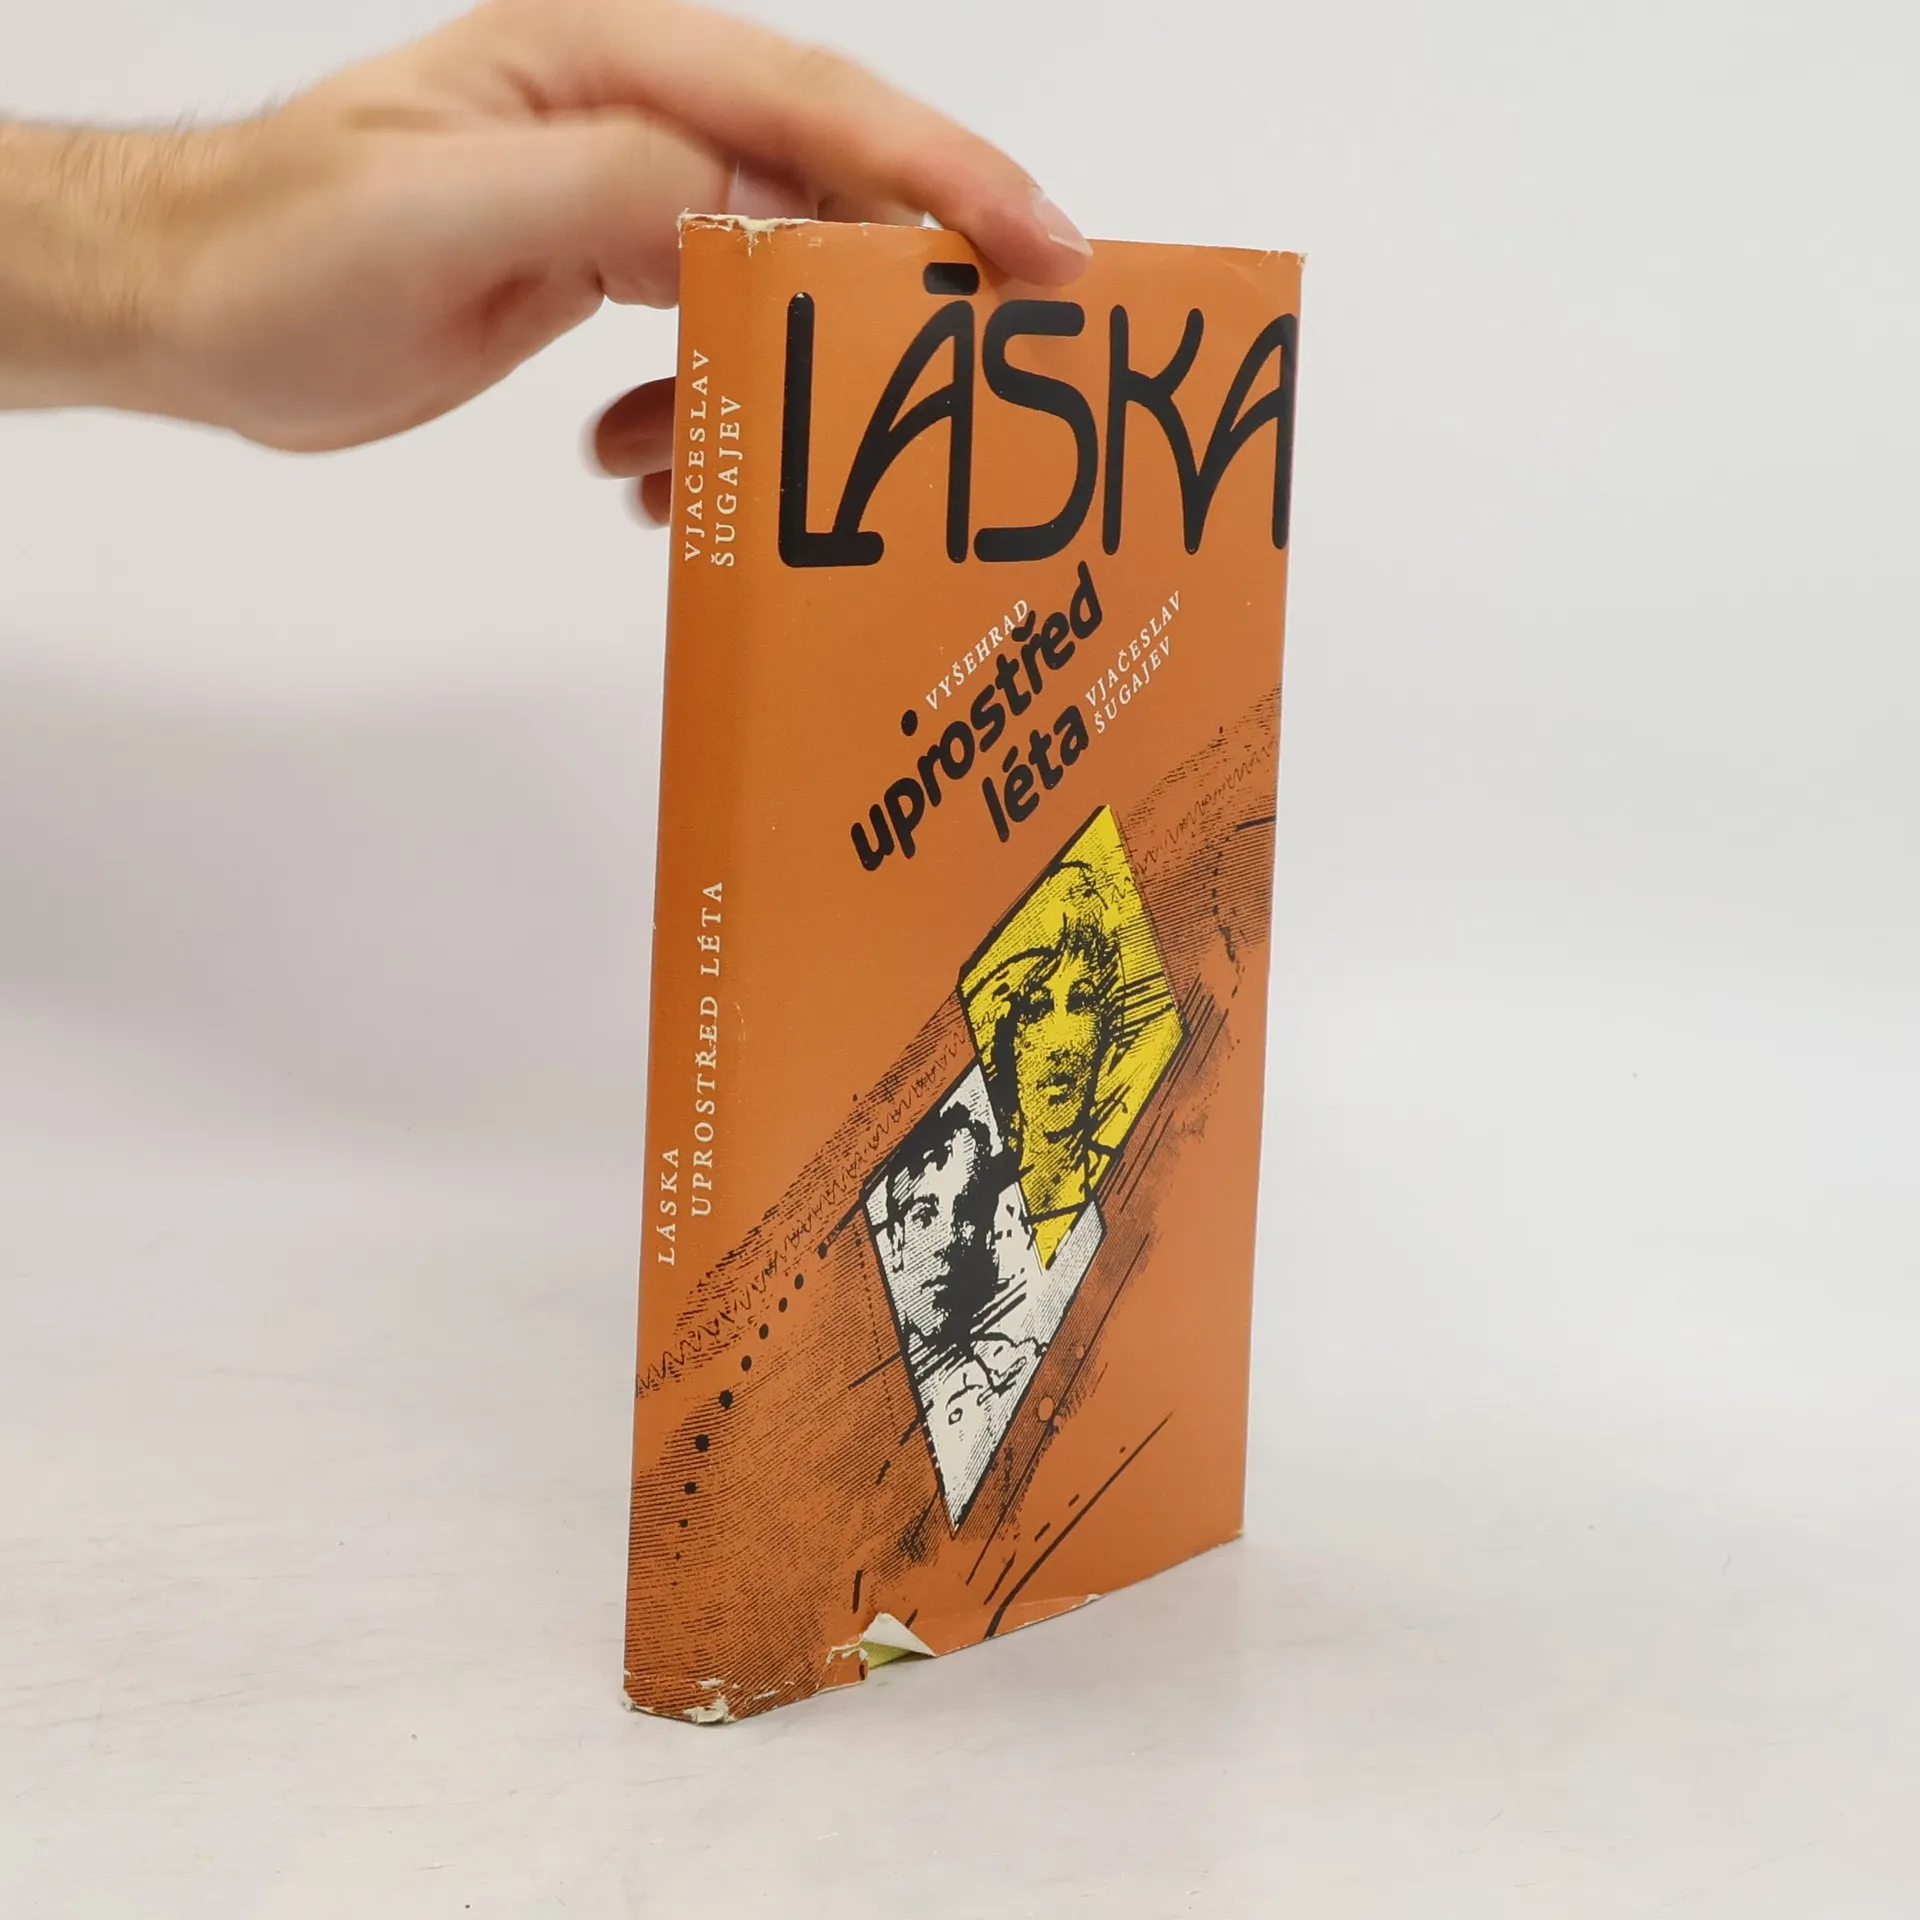 VJAČESLAV
ŠUGAJEV
LÁSKA
UPROSTŘED LÉTA
LÁSKA
VYŠEHRAD
uprostřed
léta
VJAČESLAV
ŠUGAJEV